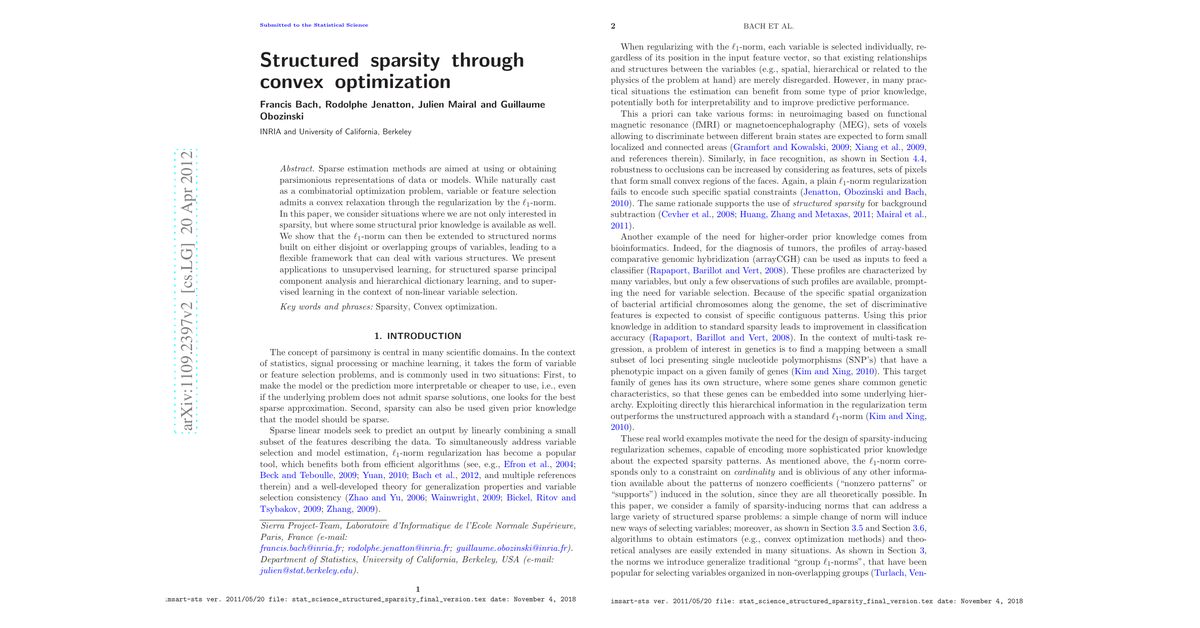 Submitted to the Statistical Science
Structured sparsity through
convex optimization
Francis Bach, Rodolphe Jenatton, Julien Mairal and Guillaume
Obozinski
INRIA and University of California, Berkeley
Abstract. Sparse estimation methods are aimed at using or obtaining
parsimonious representations of data or models. While naturally cast
as a combinatorial optimization problem, variable or feature selection
admits a convex relaxation through the regularization by the ℓ1-norm.
In this paper, we consider situations where we are not only interested in
sparsity, but where some structural prior knowledge is available as well.
We show that the ℓ1-norm can then be extended to structured norms
built on either disjoint or overlapping groups of variables, leading to a
flexible framework that can deal with various structures. We present
applications to unsupervised learning, for structured sparse principal
component analysis and hierarchical dictionary learning, and to super-
vised learning in the context of non-linear variable selection.
Key words and phrases: Sparsity, Convex optimization.
1. INTRODUCTION
The concept of parsimony is central in many scientific domains. In the context
of statistics, signal processing or machine learning, it takes the form of variable
or feature selection problems, and is commonly used in two situations: First, to
make the model or the prediction more interpretable or cheaper to use, i.e., even
if the underlying problem does not admit sparse solutions, one looks for the best
sparse approximation. Second, sparsity can also be used given prior knowledge
that the model should be sparse.
Sparse linear models seek to predict an output by linearly combining a small
subset of the features describing the data. To simultaneously address variable
selection and model estimation, ℓ1-norm regularization has become a popular
tool, which benefits both from efficient algorithms (see, e.g., Efron et al., 2004;
Beck and Teboulle, 2009; Yuan, 2010; Bach et al., 2012, and multiple references
therein) and a well-developed theory for generalization properties and variable
selection consistency (Zhao and Yu, 2006; Wainwright, 2009; Bickel, Ritov and
Tsybakov, 2009; Zhang, 2009).
Sierra Project-Team, Laboratoire d'Informatique de l'Ecole Normale Supérieure,
Paris, France (e-mail:
francis.bach@inria.fr; rodolphe.jenatton@inria.fr; guillaume.obozinski@inria.fr).
Department of Statistics, University of California, Berkeley, USA (e-mail:
julien@stat.berkeley.edu).
1
imsart-sts ver. 2011/05/20 file: stat_science_structured_sparsity_final_version.tex date: November 4, 2018
arXiv:1109.2397v2 [cs.LG] 20 Apr 2012
2 BACH ET AL.
When regularizing with the ℓ1-norm, each variable is selected individually, re-
gardless of its position in the input feature vector, so that existing relationships
and structures between the variables (e.g., spatial, hierarchical or related to the
physics of the problem at hand) are merely disregarded. However, in many prac-
tical situations the estimation can benefit from some type of prior knowledge,
potentially both for interpretability and to improve predictive performance.
This a priori can take various forms: in neuroimaging based on functional
magnetic resonance (fMRI) or magnetoencephalography (MEG), sets of voxels
allowing to discriminate between different brain states are expected to form small
localized and connected areas (Gramfort and Kowalski, 2009; Xiang et al., 2009,
and references therein). Similarly, in face recognition, as shown in Section 4.4,
robustness to occlusions can be increased by considering as features, sets of pixels
that form small convex regions of the faces. Again, a plain ℓ1-norm regularization
fails to encode such specific spatial constraints (Jenatton, Obozinski and Bach,
2010). The same rationale supports the use of structured sparsity for background
subtraction (Cevher et al., 2008; Huang, Zhang and Metaxas, 2011; Mairal et al.,
2011).
Another example of the need for higher-order prior knowledge comes from
bioinformatics. Indeed, for the diagnosis of tumors, the profiles of array-based
comparative genomic hybridization (arrayCGH) can be used as inputs to feed a
classifier (Rapaport, Barillot and Vert, 2008). These profiles are characterized by
many variables, but only a few observations of such profiles are available, prompt-
ing the need for variable selection. Because of the specific spatial organization
of bacterial artificial chromosomes along the genome, the set of discriminative
features is expected to consist of specific contiguous patterns. Using this prior
knowledge in addition to standard sparsity leads to improvement in classification
accuracy (Rapaport, Barillot and Vert, 2008). In the context of multi-task re-
gression, a problem of interest in genetics is to find a mapping between a small
subset of loci presenting single nucleotide polymorphisms (SNP's) that have a
phenotypic impact on a given family of genes (Kim and Xing, 2010). This target
family of genes has its own structure, where some genes share common genetic
characteristics, so that these genes can be embedded into some underlying hier-
archy. Exploiting directly this hierarchical information in the regularization term
outperforms the unstructured approach with a standard ℓ1-norm (Kim and Xing,
2010).
These real world examples motivate the need for the design of sparsity-inducing
regularization schemes, capable of encoding more sophisticated prior knowledge
about the expected sparsity patterns. As mentioned above, the ℓ1-norm corre-
sponds only to a constraint on cardinality and is oblivious of any other informa-
tion available about the patterns of nonzero coefficients (“nonzero patterns” or
“supports”) induced in the solution, since they are all theoretically possible. In
this paper, we consider a family of sparsity-inducing norms that can address a
large variety of structured sparse problems: a simple change of norm will induce
new ways of selecting variables; moreover, as shown in Section 3.5 and Section 3.6,
algorithms to obtain estimators (e.g., convex optimization methods) and theo-
retical analyses are easily extended in many situations. As shown in Section 3,
the norms we introduce generalize traditional “group ℓ1-norms”, that have been
popular for selecting variables organized in non-overlapping groups (Turlach, Ven-
imsart-sts ver. 2011/05/20 file: stat_science_structured_sparsity_final_version.tex date: November 4, 2018